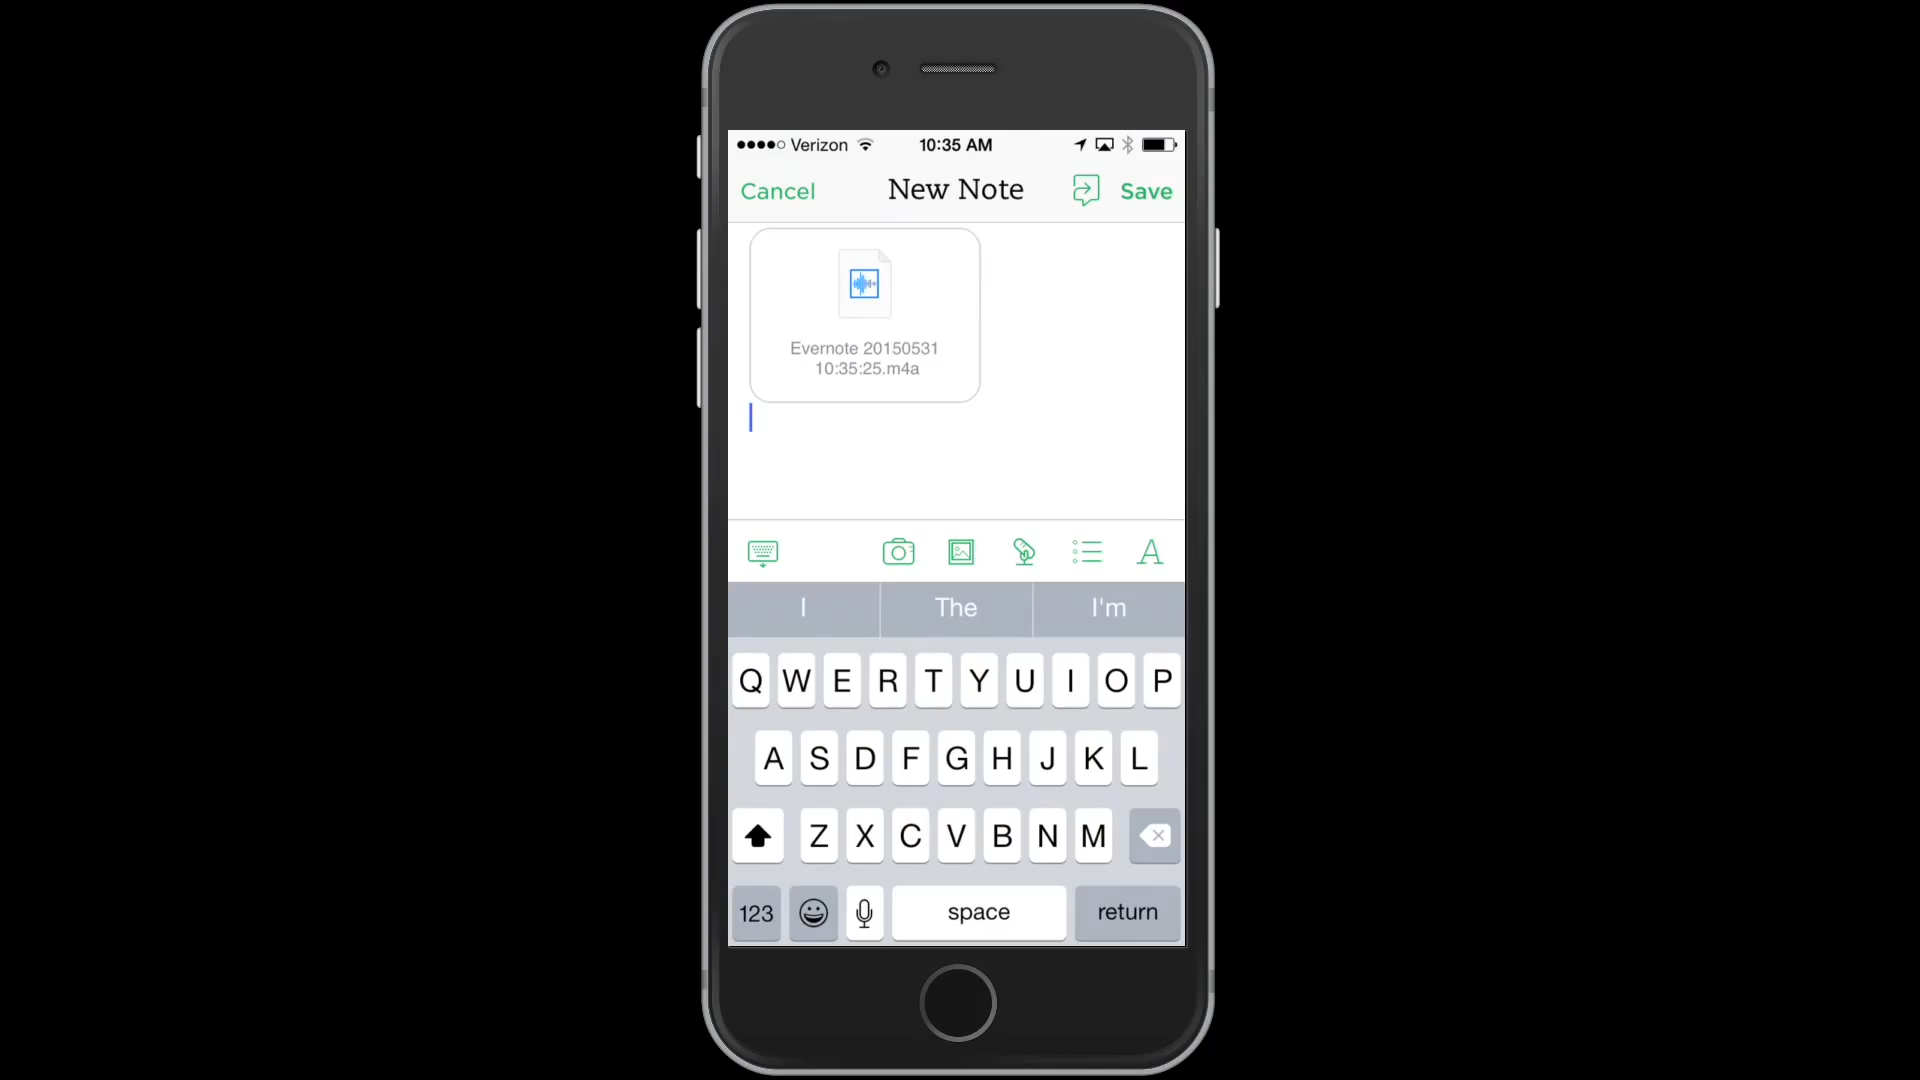 Verizon 10:35 AM
Cancel New Note Save
Evernote 20150531
10:35:25.m4a
A
I The I'm
Q W E R T Y U I O P
A S D F G H J K L
Z X C V B N M
123 space return